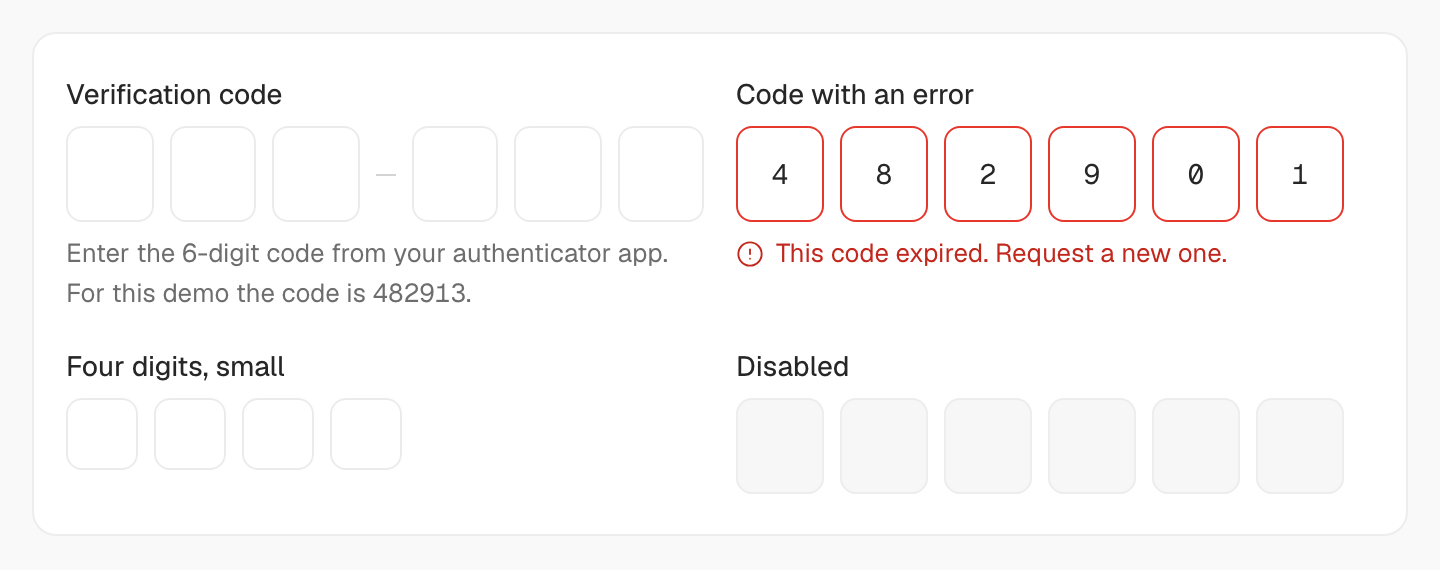 Verification code
—
Enter the 6-digit code from your authenticator app.
For this demo the code is 482913.
Code with an error
4 8 2 9 0 1
This code expired. Request a new one.
Four digits, small
Disabled